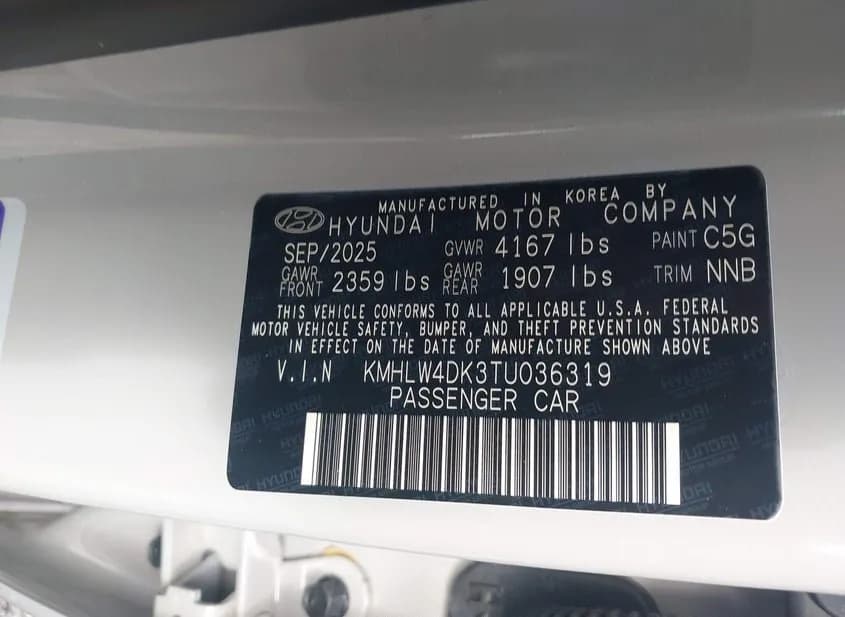 MANUFACTURED IN KOREA BY
HYUNDAI MOTOR COMPANY
SEP/2025 GVWR 4167 lbs PAINT C5G
GAWR FRONT 2359 lbs GAWR REAR 1907 lbs TRIM NNB
THIS VEHICLE CONFORMS TO ALL APPLICABLE U.S.A. FEDERAL
MOTOR VEHICLE SAFETY, BUMPER, AND THEFT PREVENTION STANDARDS
IN EFFECT ON THE DATE OF MANUFACTURE SHOWN ABOVE
V.I.N KMHLW4DK3TU036319
PASSENGER CAR